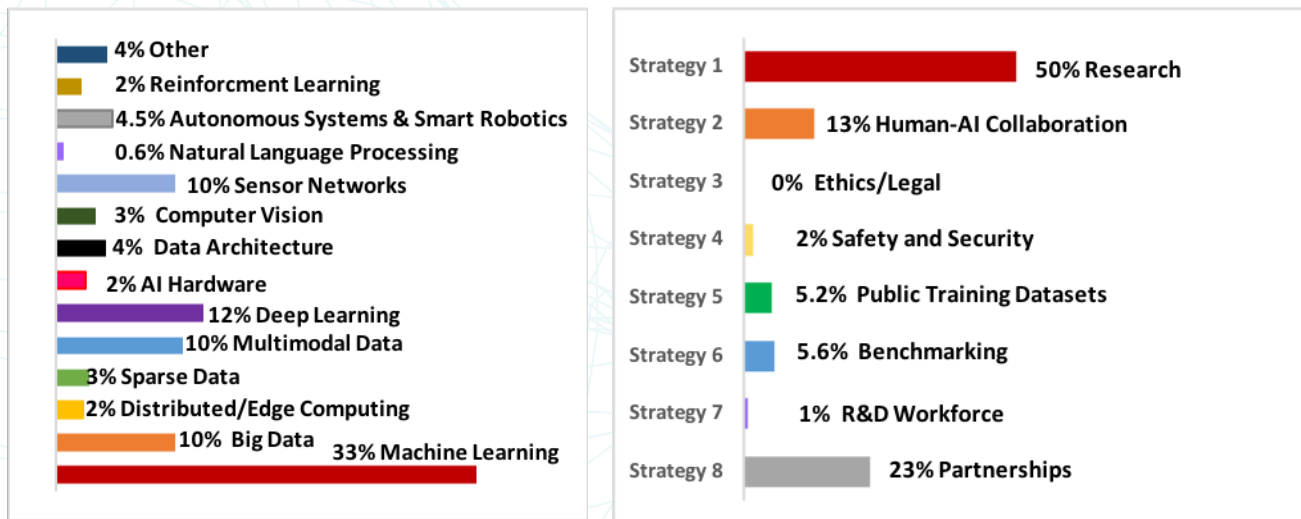 4% Other
2% Reinforcment Learning
4.5% Autonomous Systems & Smart Robotics
0.6% Natural Language Processing
10% Sensor Networks
3% Computer Vision
4% Data Architecture
2% AI Hardware
12% Deep Learning
10% Multimodal Data
3% Sparse Data
2% Distributed/Edge Computing
10% Big Data
33% Machine Learning
Strategy 1 50% Research
Strategy 2 13% Human-AI Collaboration
Strategy 3 0% Ethics/Legal
Strategy 4 2% Safety and Security
Strategy 5 5.2% Public Training Datasets
Strategy 6 5.6% Benchmarking
Strategy 7 1% R&D Workforce
Strategy 8 23% Partnerships